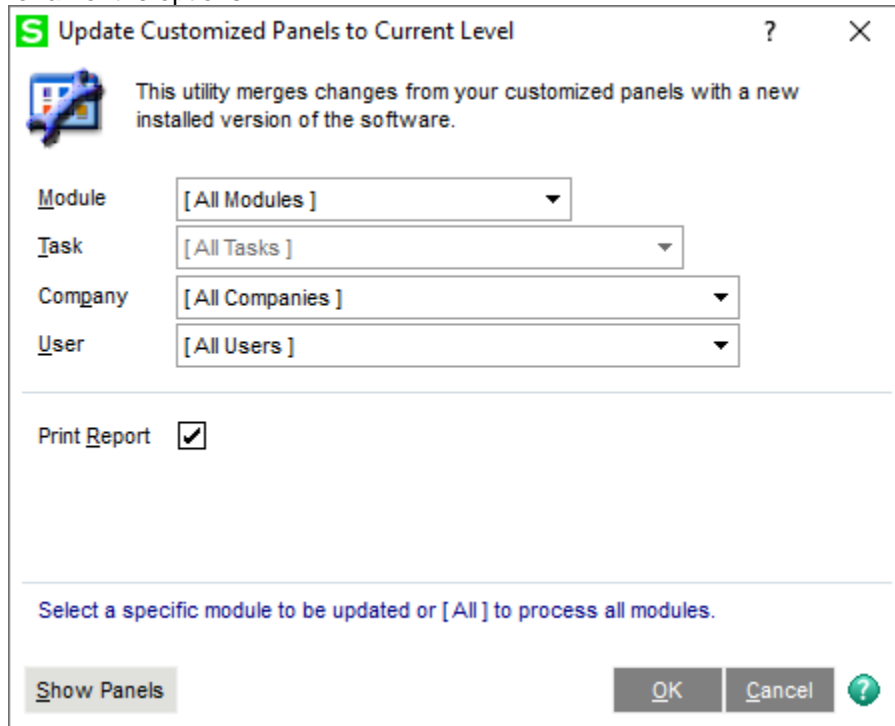 S Update Customized Panels to Current Level ?
This utility merges changes from your customized panels with a new
installed version of the software.
Module [ All Modules ]
Task [ All Tasks ]
Company [ All Companies ]
User [ All Users ]
Print Report
Select a specific module to be updated or [ All ] to process all modules.
Show Panels OK Cancel ?